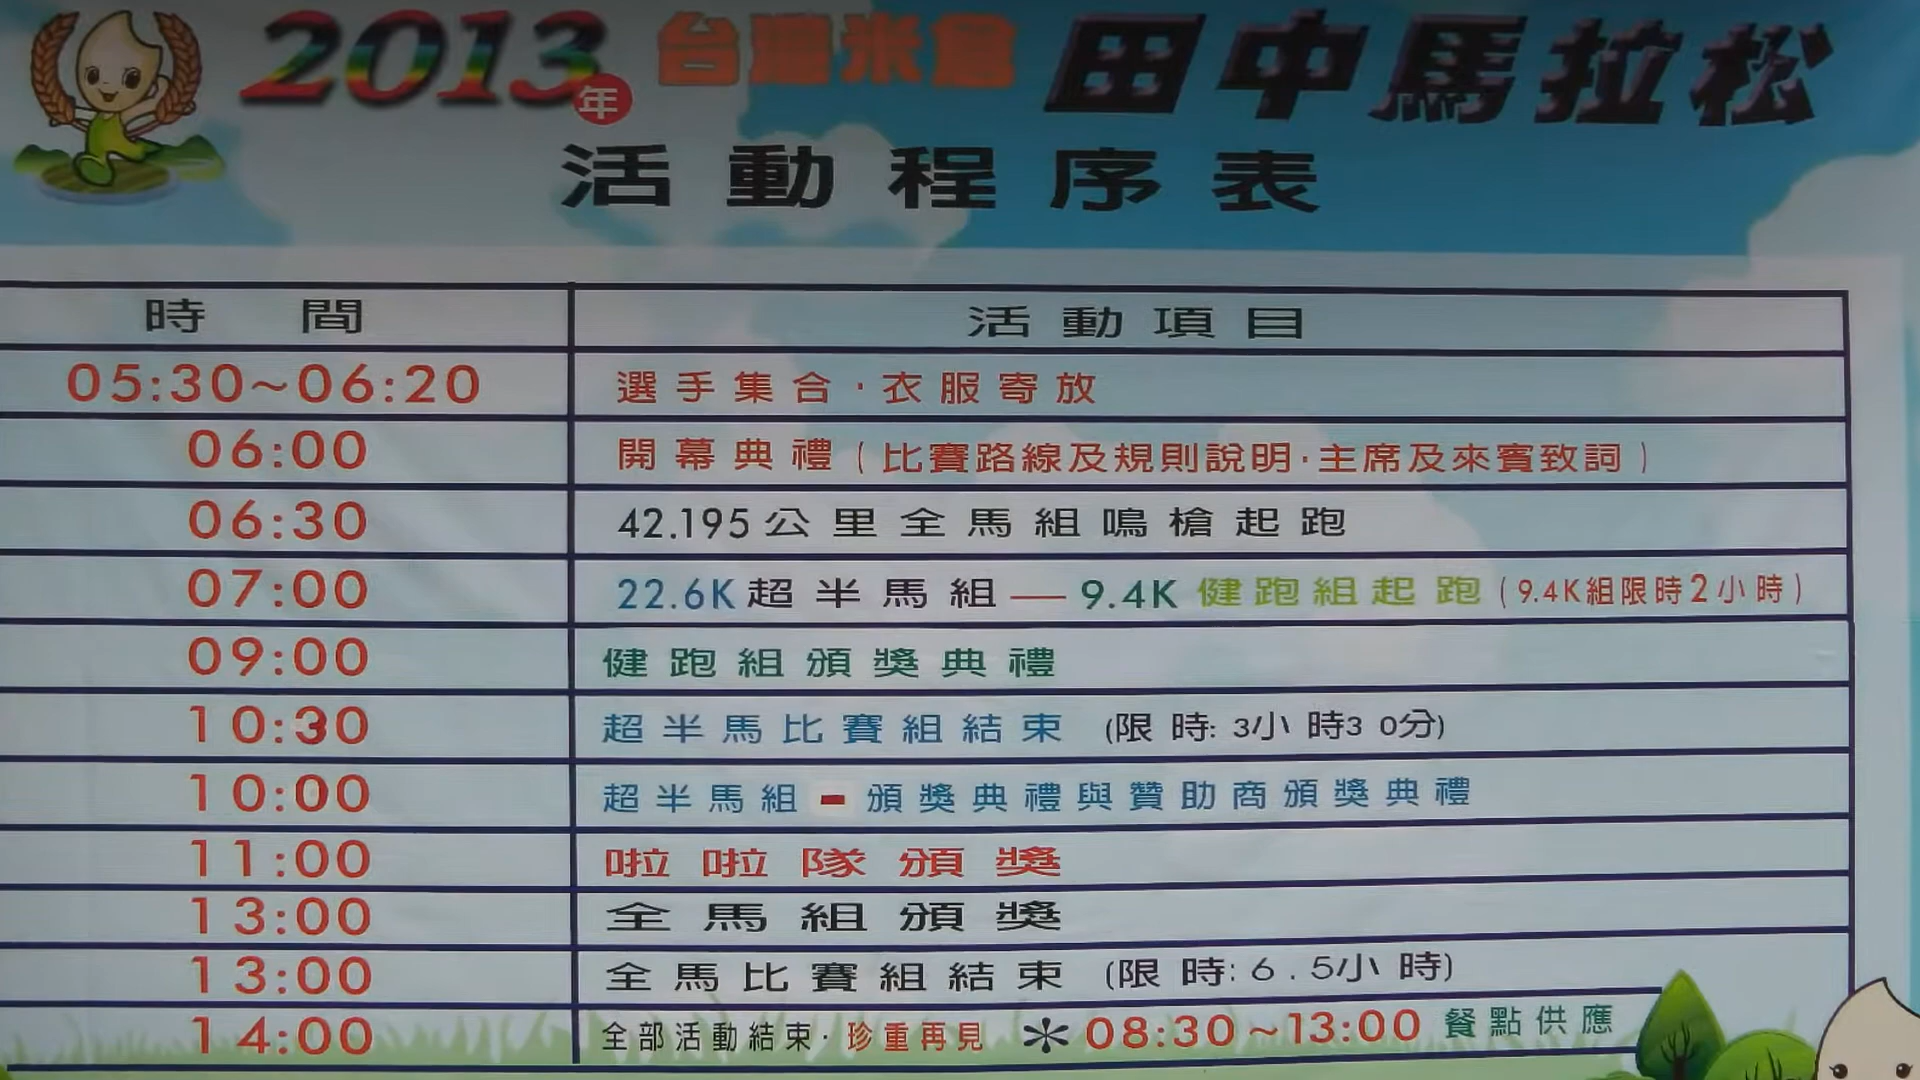 2013年 台灣米倉 田中馬拉松
活動程序表
時間 活動項目
05:30~06:20 選手集合·衣服寄放
06:00 開幕典禮(比賽路線及規則說明·主席及來賓致詞)
06:30 42.195公里全馬組鳴槍起跑
07:00 22.6K超半馬組—9.4K健跑組起跑(9.4K組限時2小時)
09:00 健跑組頒獎典禮
10:30 超半馬比賽組結束 (限時:3小時30分)
10:00 超半馬組-頒獎典禮與贊助商頒獎典禮
11:00 啦啦隊頒獎
13:00 全馬組頒獎
13:00 全馬比賽組結束 (限時:6.5小時)
14:00 全部活動結束·珍重再見 *08:30~13:00 餐點供應